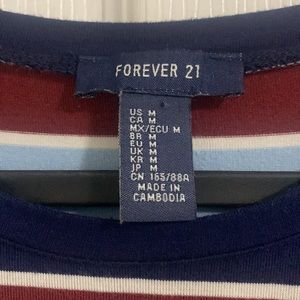 FOREVER 21
US M
CA M
MX/ECU M
BR M
EU M
UK M
KR M
JP M
CN 165/88A
MADE IN
CAMBODIA